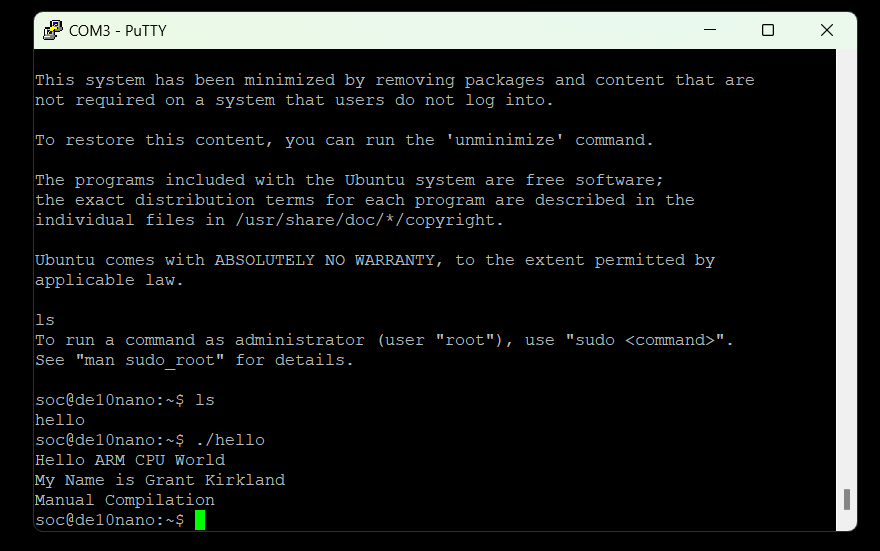 COM3 - PuTTY
This system has been minimized by removing packages and content that are
not required on a system that users do not log into.
To restore this content, you can run the 'unminimize' command.
The programs included with the Ubuntu system are free software;
the exact distribution terms for each program are described in the
individual files in /usr/share/doc/*/copyright.
Ubuntu comes with ABSOLUTELY NO WARRANTY, to the extent permitted by
applicable law.
ls
To run a command as administrator (user "root"), use "sudo <command>".
See "man sudo_root" for details.
soc@de10nano:~$ ls
hello
soc@de10nano:~$ ./hello
Hello ARM CPU World
My Name is Grant Kirkland
Manual Compilation
soc@de10nano:~$